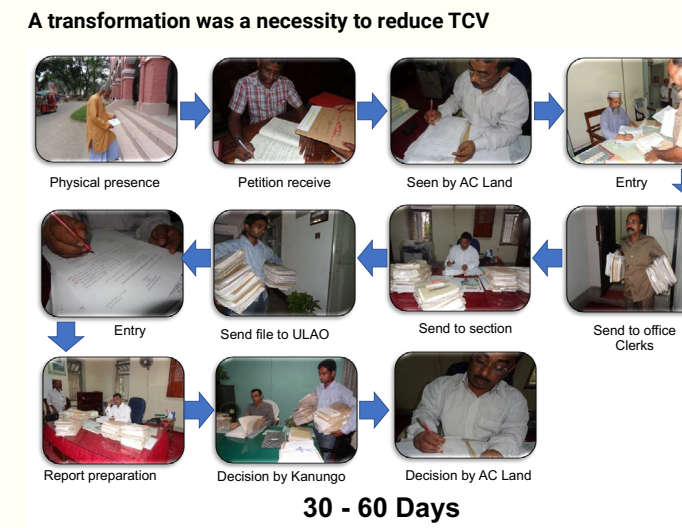 A transformation was a necessity to reduce TCV
Physical presence
Petition receive
Seen by AC Land
Entry
Send to office
Clerks
Send to section
Send file to ULAO
Entry
Report preparation
Decision by Kanungo
Decision by AC Land
30 - 60 Days